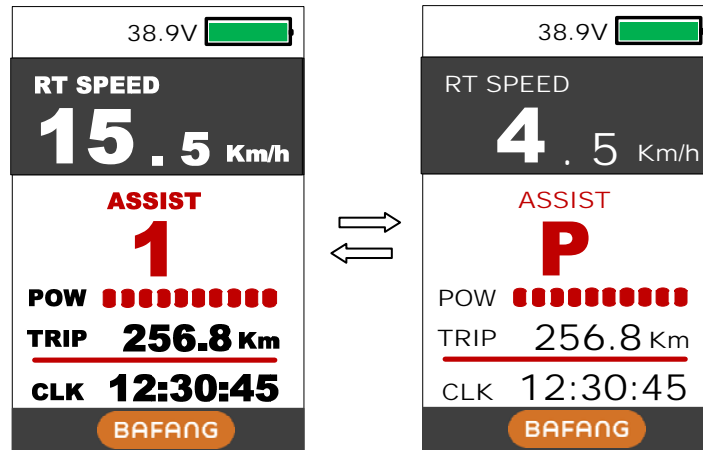 38.9V
RT SPEED
15.5 Km/h
ASSIST
1
POW
TRIP 256.8 Km
CLK 12:30:45
BAFANG
38.9V
RT SPEED
4.5 Km/h
ASSIST
P
POW
TRIP 256.8 Km
CLK 12:30:45
BAFANG